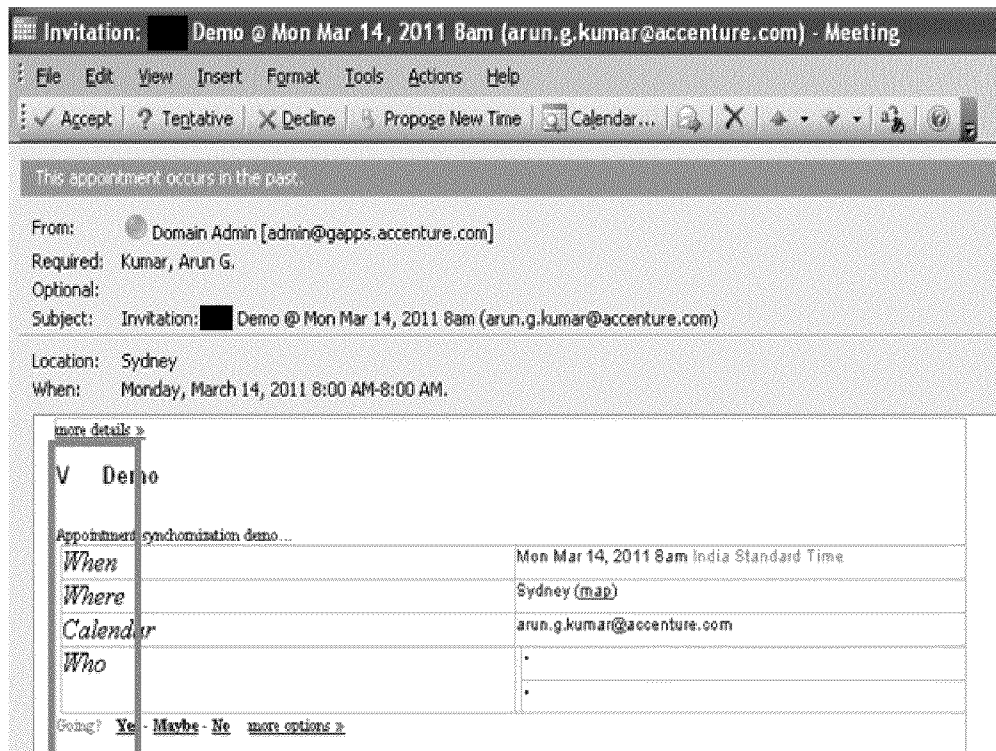 Invitation: Demo @ Mon Mar 14, 2011 8am (arun.g.kumar@accenture.com) - Meeting
File Edit View Insert Format Tools Actions Help
Accept ? Tentative Decline Propose New Time Calendar...
This appointment occurs in the past.
From: Domain Admin [admin@gapps.accenture.com]
Required: Kumar, Arun G.
Optional:
Subject: Invitation: Demo @ Mon Mar 14, 2011 8am (arun.g.kumar@accenture.com)
Location: Sydney
When: Monday, March 14, 2011 8:00 AM-8:00 AM.
more details »
V Demo
Appointment synchornization demo...
When Mon Mar 14, 2011 8am India Standard Time
Where Sydney (map)
Calendar arun.g.kumar@accenture.com
Who
Going? Yes - Maybe - No more options »